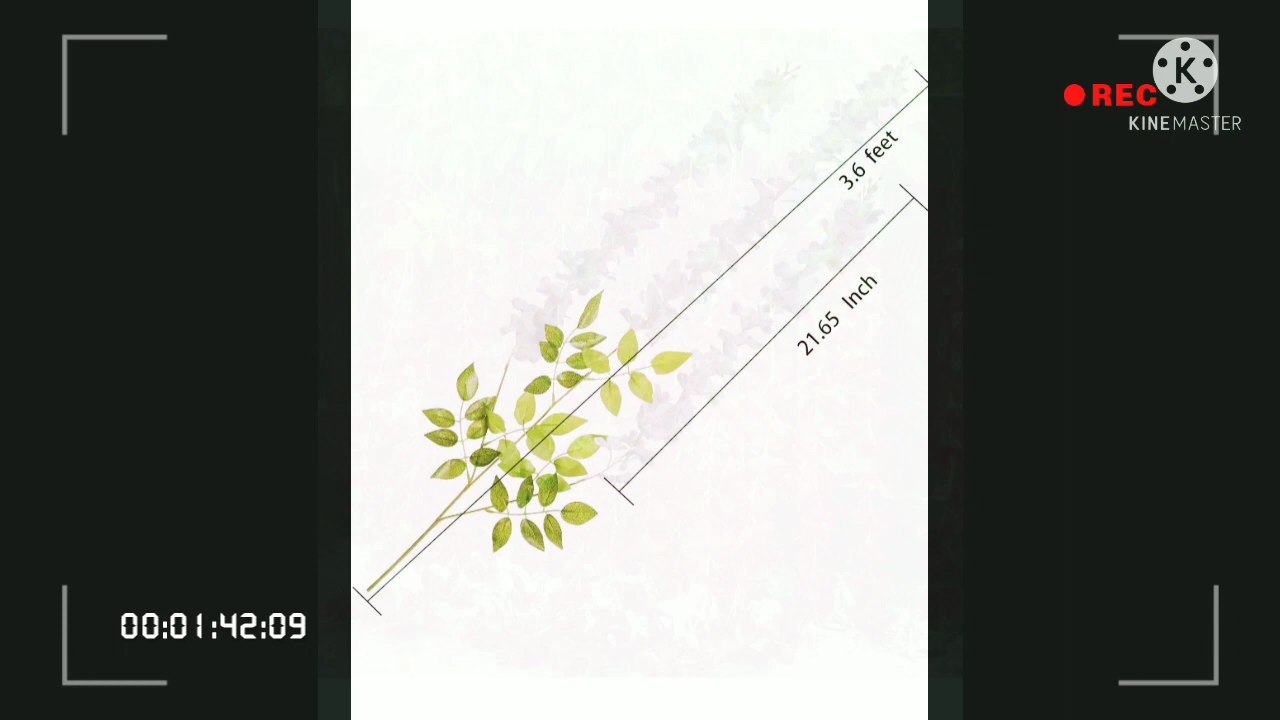 REC
K
KINEMASTER
3.6 feet
21.65 Inch
00:01:42:09